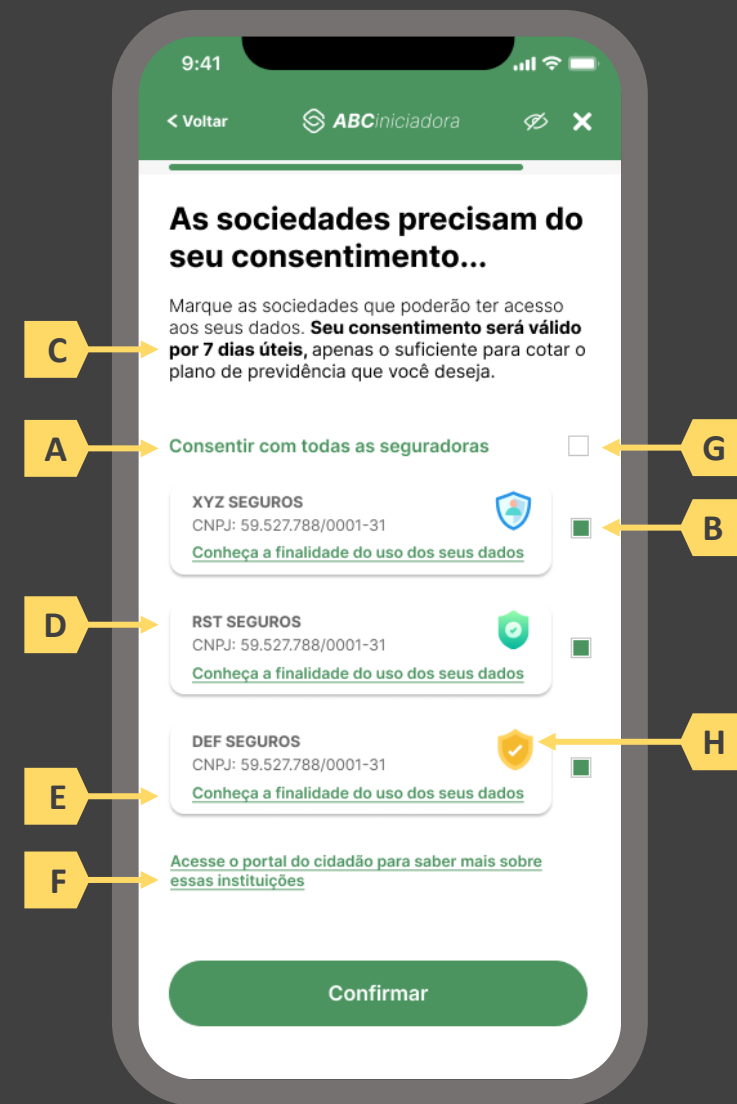 9:41
< Voltar
ABCiniciadora
As sociedades precisam do
seu consentimento...
Marque as sociedades que poderão ter acesso
aos seus dados. Seu consentimento será válido
por 7 dias úteis, apenas o suficiente para cotar o
plano de previdência que você deseja.
C
A
Consentir com todas as seguradoras
G
XYZ SEGUROS
CNPJ: 59.527.788/0001-31
Conheça a finalidade do uso dos seus dados
B
D
RST SEGUROS
CNPJ: 59.527.788/0001-31
Conheça a finalidade do uso dos seus dados
DEF SEGUROS
CNPJ: 59.527.788/0001-31
Conheça a finalidade do uso dos seus dados
H
E
F
Acesse o portal do cidadão para saber mais sobre
essas instituições
Confirmar